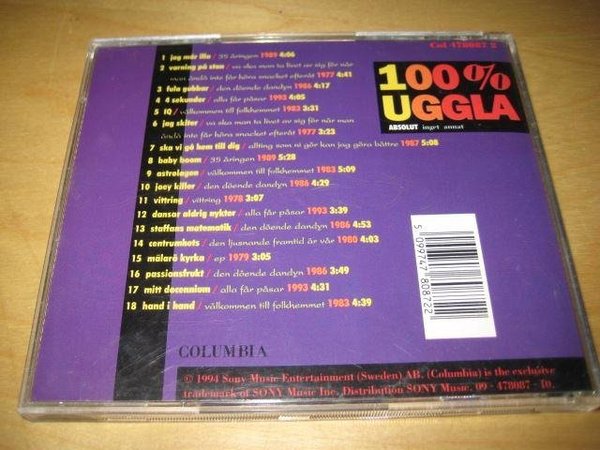 Col 478087 2
100%
UGGLA
ABSOLUT inget annat
1 jag mår illa / 35 åringen 1989 4:06
2 varning på stan / va ska man ta livet av sig för när
man ändå inte får höra snacket efteråt 1977 4:41
3 fula gubbar / den döende dandyn 1986 4:17
4 4 sekunder / alla får påsar 1993 4:05
5 IQ / välkommen till folkhemmet 1983 3:31
6 jag skiter / va ska man ta livet av sig för när man
ändå inte får höra snacket efteråt 1977 3:23
7 ska vi gå hem till dig / allting som ni gör kan jag göra bättre 1987 5:08
8 baby boom / 35 åringen 1989 5:28
9 astrologen / välkommen till folkhemmet 1983 5:09
10 joey killer / den döende dandyn 1986 4:29
11 vittring / vittring 1978 3:07
12 dansar aldrig nykter / alla får påsar 1993 3:39
13 staffans matematik / den döende dandyn 1986 4:53
14 centrumhets / den ljusnande framtid är vår 1980 4:03
15 mälarö kyrka / ep 1979 3:05
16 passionsfrukt / den döende dandyn 1986 3:49
17 mitt decennium / alla får påsar 1993 4:31
18 hand i hand / välkommen till folkhemmet 1983 4:39
5 099747 808722
COLUMBIA
© 1994 Sony Music Entertainment (Sweden) AB. (Columbia) is the exclusive
trademark of SONY Music Inc. Distribution SONY Music. 09 - 478087 - 10.